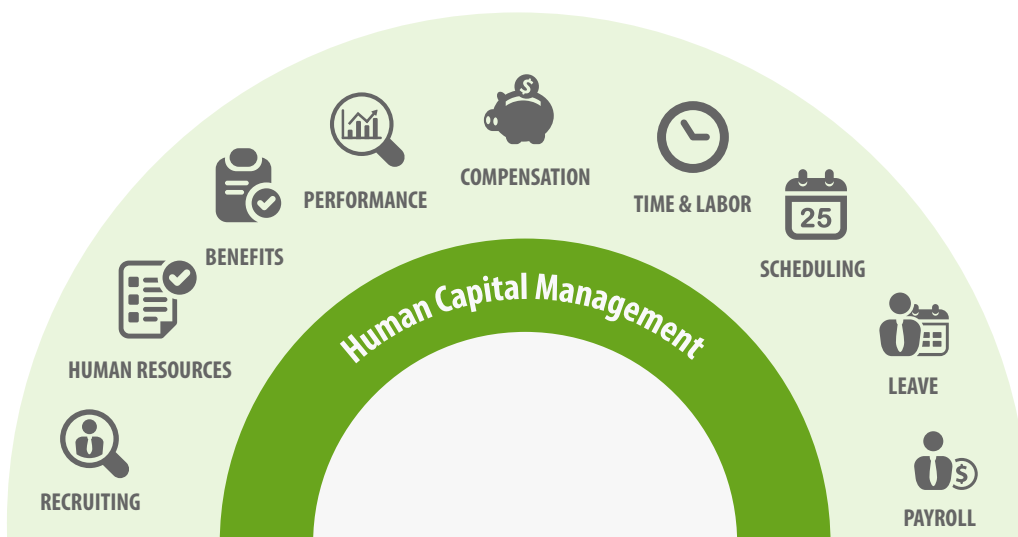 Human Capital Management
RECRUITING
HUMAN RESOURCES
BENEFITS
PERFORMANCE
$
COMPENSATION
TIME & LABOR
25
SCHEDULING
LEAVE
$
PAYROLL